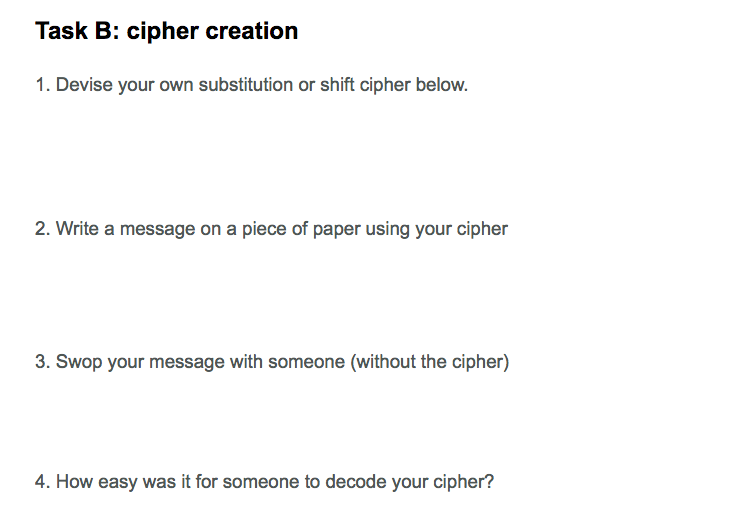 Task B: cipher creation
1. Devise your own substitution or shift cipher below.
2. Write a message on a piece of paper using your cipher
3. Swop your message with someone (without the cipher)
4. How easy was it for someone to decode your cipher?